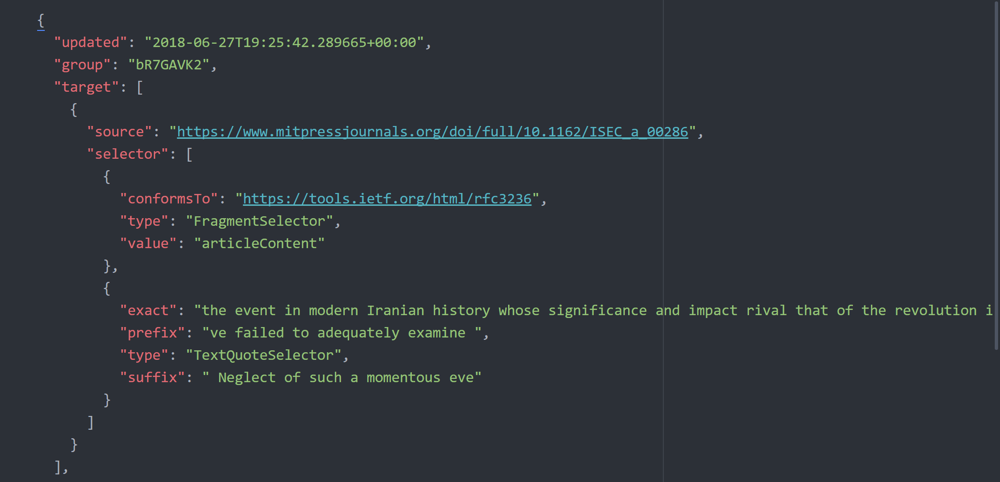 {
  "updated": "2018-06-27T19:25:42.289665+00:00",
  "group": "bR7GAVK2",
  "target": [
    {
      "source": "https://www.mitpressjournals.org/doi/full/10.1162/ISEC_a_00286",
      "selector": [
        {
          "conformsTo": "https://tools.ietf.org/html/rfc3236",
          "type": "FragmentSelector",
          "value": "articleContent"
        },
        {
          "exact": "the event in modern Iranian history whose significance and impact rival that of the revolution i
          "prefix": "ve failed to adequately examine ",
          "type": "TextQuoteSelector",
          "suffix": " Neglect of such a momentous eve"
        }
      ]
    }
  ],